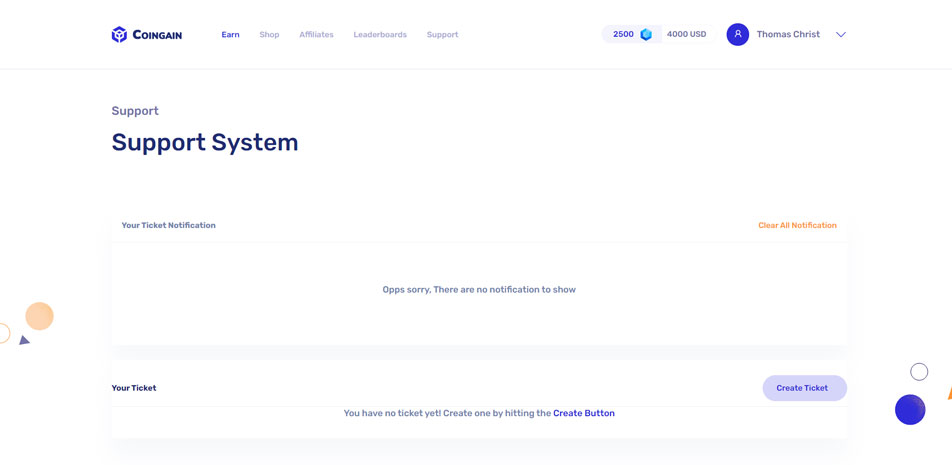 COINGAIN
Earn
Shop
Affiliates
Leaderboards
Support
2500
4000 USD
Thomas Christ
Support
Support System
Your Ticket Notification
Clear All Notification
Opps sorry, There are no notification to show
Your Ticket
Create Ticket
You have no ticket yet! Create one by hitting the Create Button